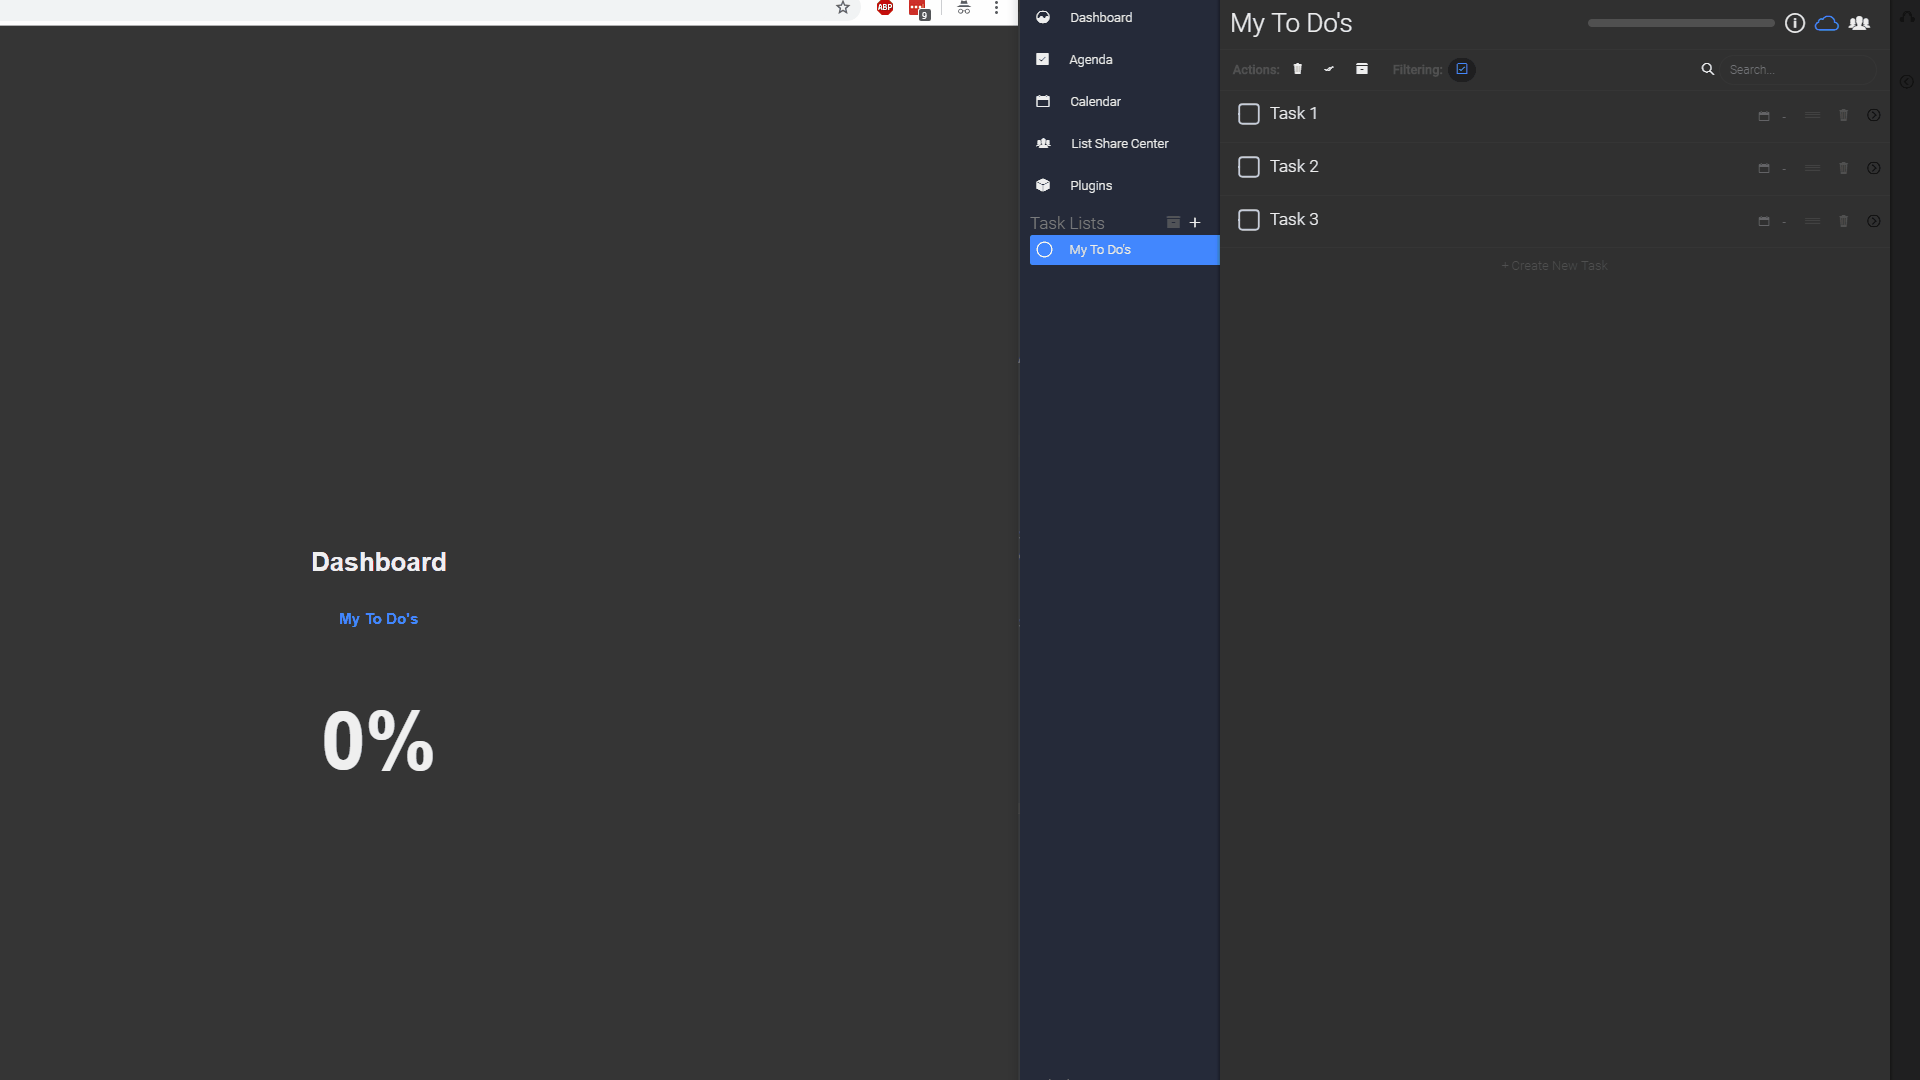 ABP
9
Dashboard
My To Do's
0%
Dashboard
Agenda
Calendar
List Share Center
Plugins
Task Lists
My To Do's
My To Do's
Actions:
Filtering:
Search...
Task 1
-
Task 2
-
Task 3
-
+ Create New Task